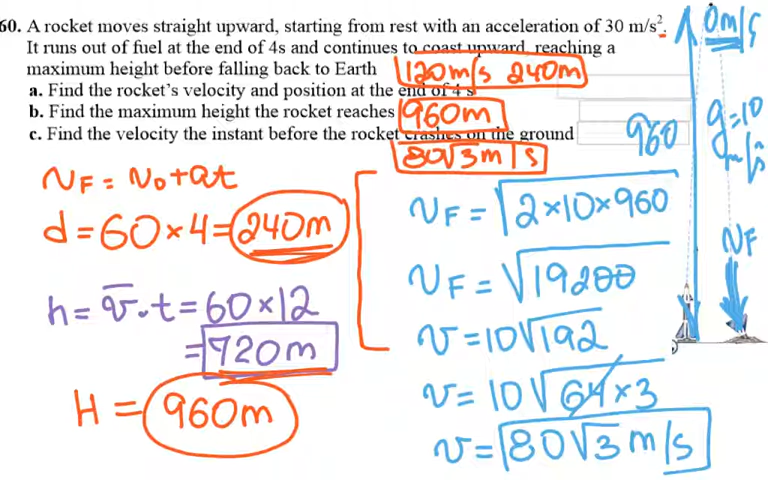 60. A rocket moves straight upward, starting from rest with an acceleration of 30 m/s².
It runs out of fuel at the end of 4s and continues to coast upward, reaching a
maximum height before falling back to Earth
a. Find the rocket's velocity and position at the end of 4 s
120m/s 240m
b. Find the maximum height the rocket reaches
960m
c. Find the velocity the instant before the rocket crashes on the ground
80√3 m/s
0m/s
960
g=10 m/s²
VF
VF = V0+at
d = 60×4 = 240m
h = v̄.t = 60×12
= 720m
H = 960m
VF = √2×10×960
VF = √19200
V = 10√192
V = 10√64×3
V = 80√3 m/s